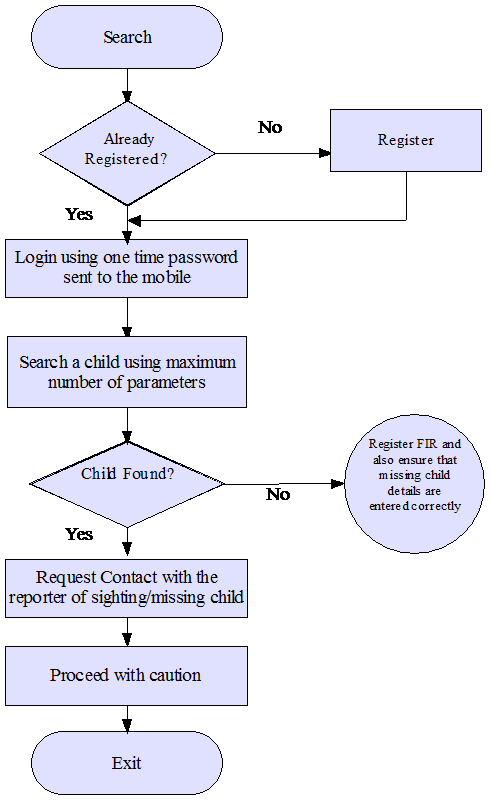 Search
Already
Registered?
No
Register
Yes
Login using one time password
sent to the mobile
Search a child using maximum
number of parameters
Child Found?
No
Register FIR and
also ensure that
missing child
details are
entered correctly
Yes
Request Contact with the
reporter of sighting/missing child
Proceed with caution
Exit